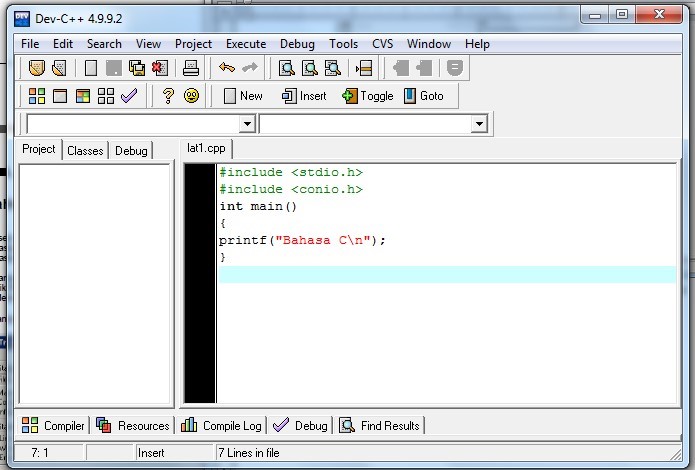 Dev-C++ 4.9.9.2
File Edit Search View Project Execute Debug Tools CVS Window Help
New Insert Toggle Goto
Project Classes Debug
lat1.cpp
#include <stdio.h>
#include <conio.h>
int main()
{
printf("Bahasa C\n");
}
Compiler Resources Compile Log Debug Find Results
7: 1 Insert 7 Lines in file